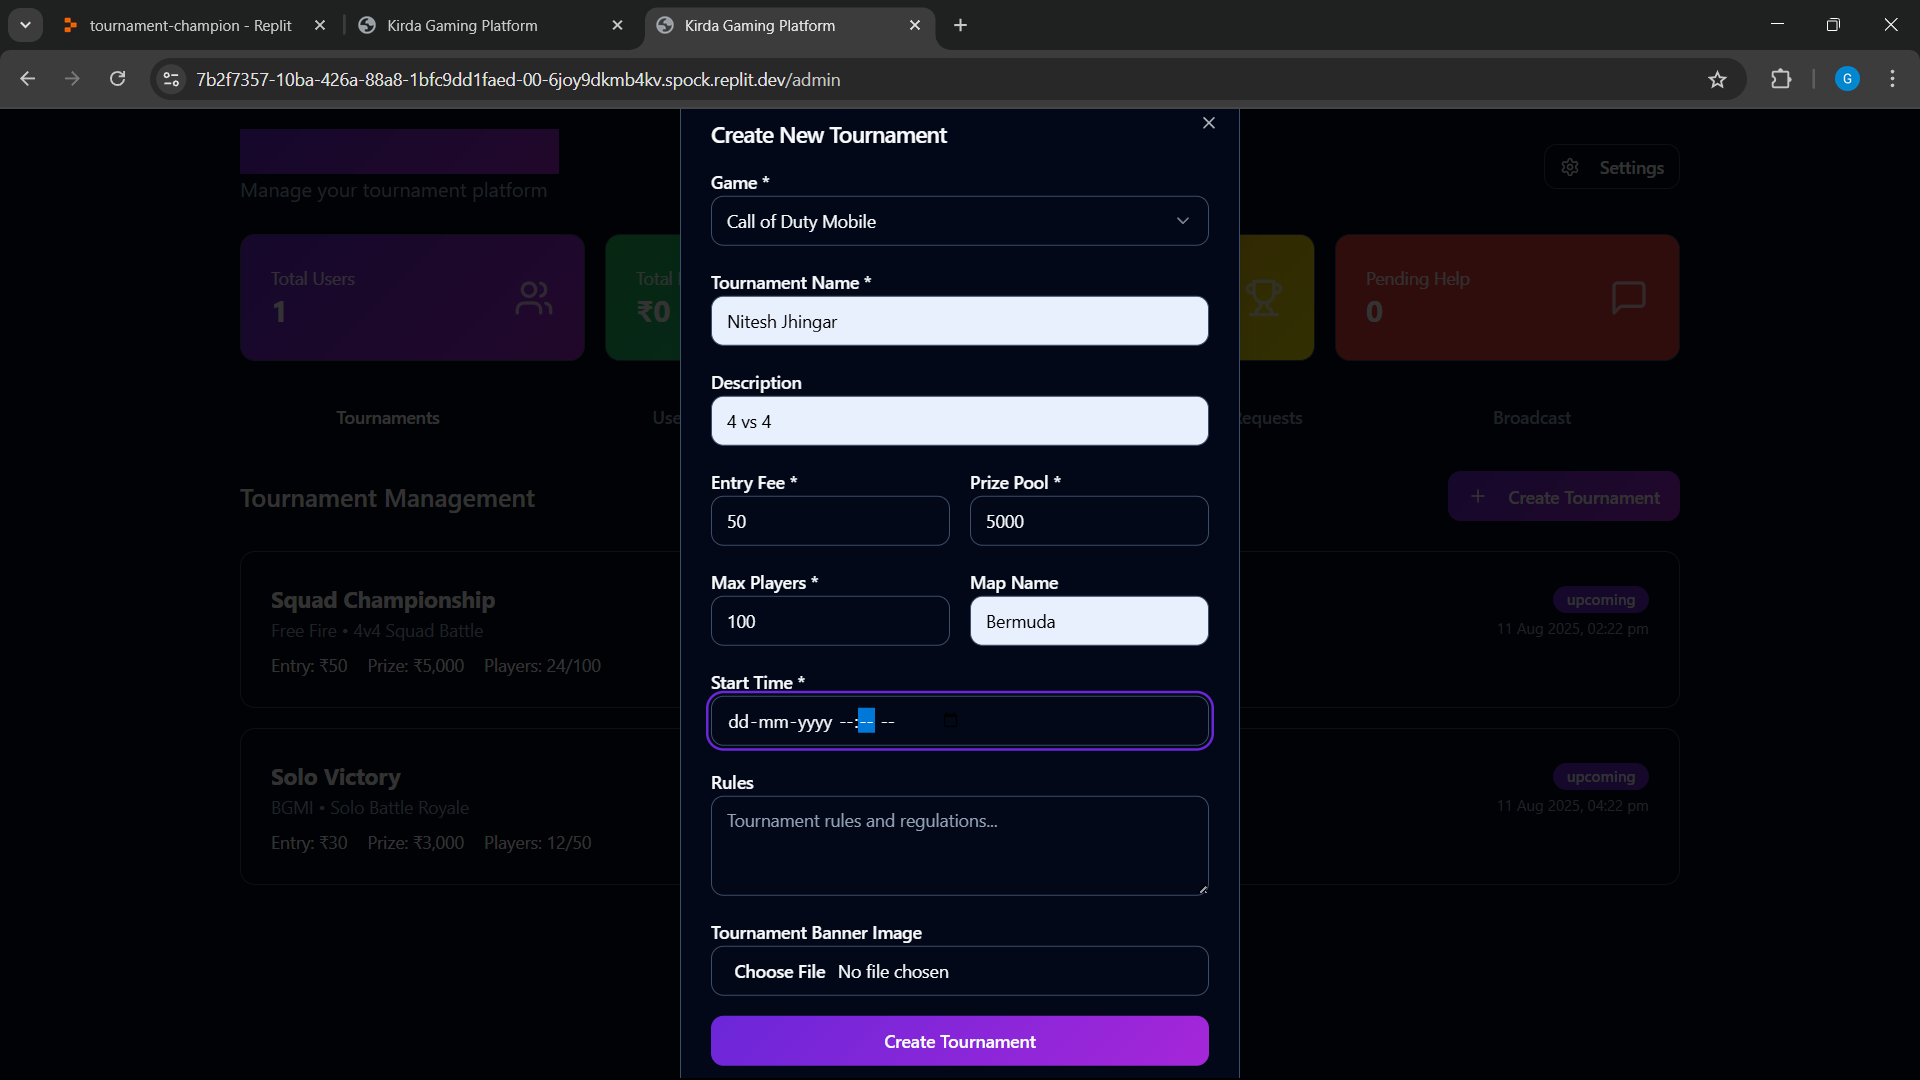 tournament-champion - Replit
Kirda Gaming Platform
Kirda Gaming Platform
7b2f7357-10ba-426a-88a8-1bfc9dd1faed-00-6joy9dkmb4kv.spock.replit.dev/admin
G
Create New Tournament
Manage your tournament platform
Settings
Game *
Call of Duty Mobile
Total Users
1
Total
₹0
Pending Help
0
Tournament Name *
Nitesh Jhingar
Description
4 vs 4
Tournaments
Use
equests
Broadcast
Entry Fee *
Prize Pool *
50
5000
Tournament Management
+ Create Tournament
Max Players *
Map Name
100
Bermuda
Squad Championship
Free Fire • 4v4 Squad Battle
Entry: ₹50 Prize: ₹5,000 Players: 24/100
upcoming
11 Aug 2025, 02:22 pm
Start Time *
dd-mm-yyyy --:-- --
Solo Victory
BGMI • Solo Battle Royale
Entry: ₹30 Prize: ₹3,000 Players: 12/50
upcoming
11 Aug 2025, 04:22 pm
Rules
Tournament rules and regulations...
Tournament Banner Image
Choose File No file chosen
Create Tournament